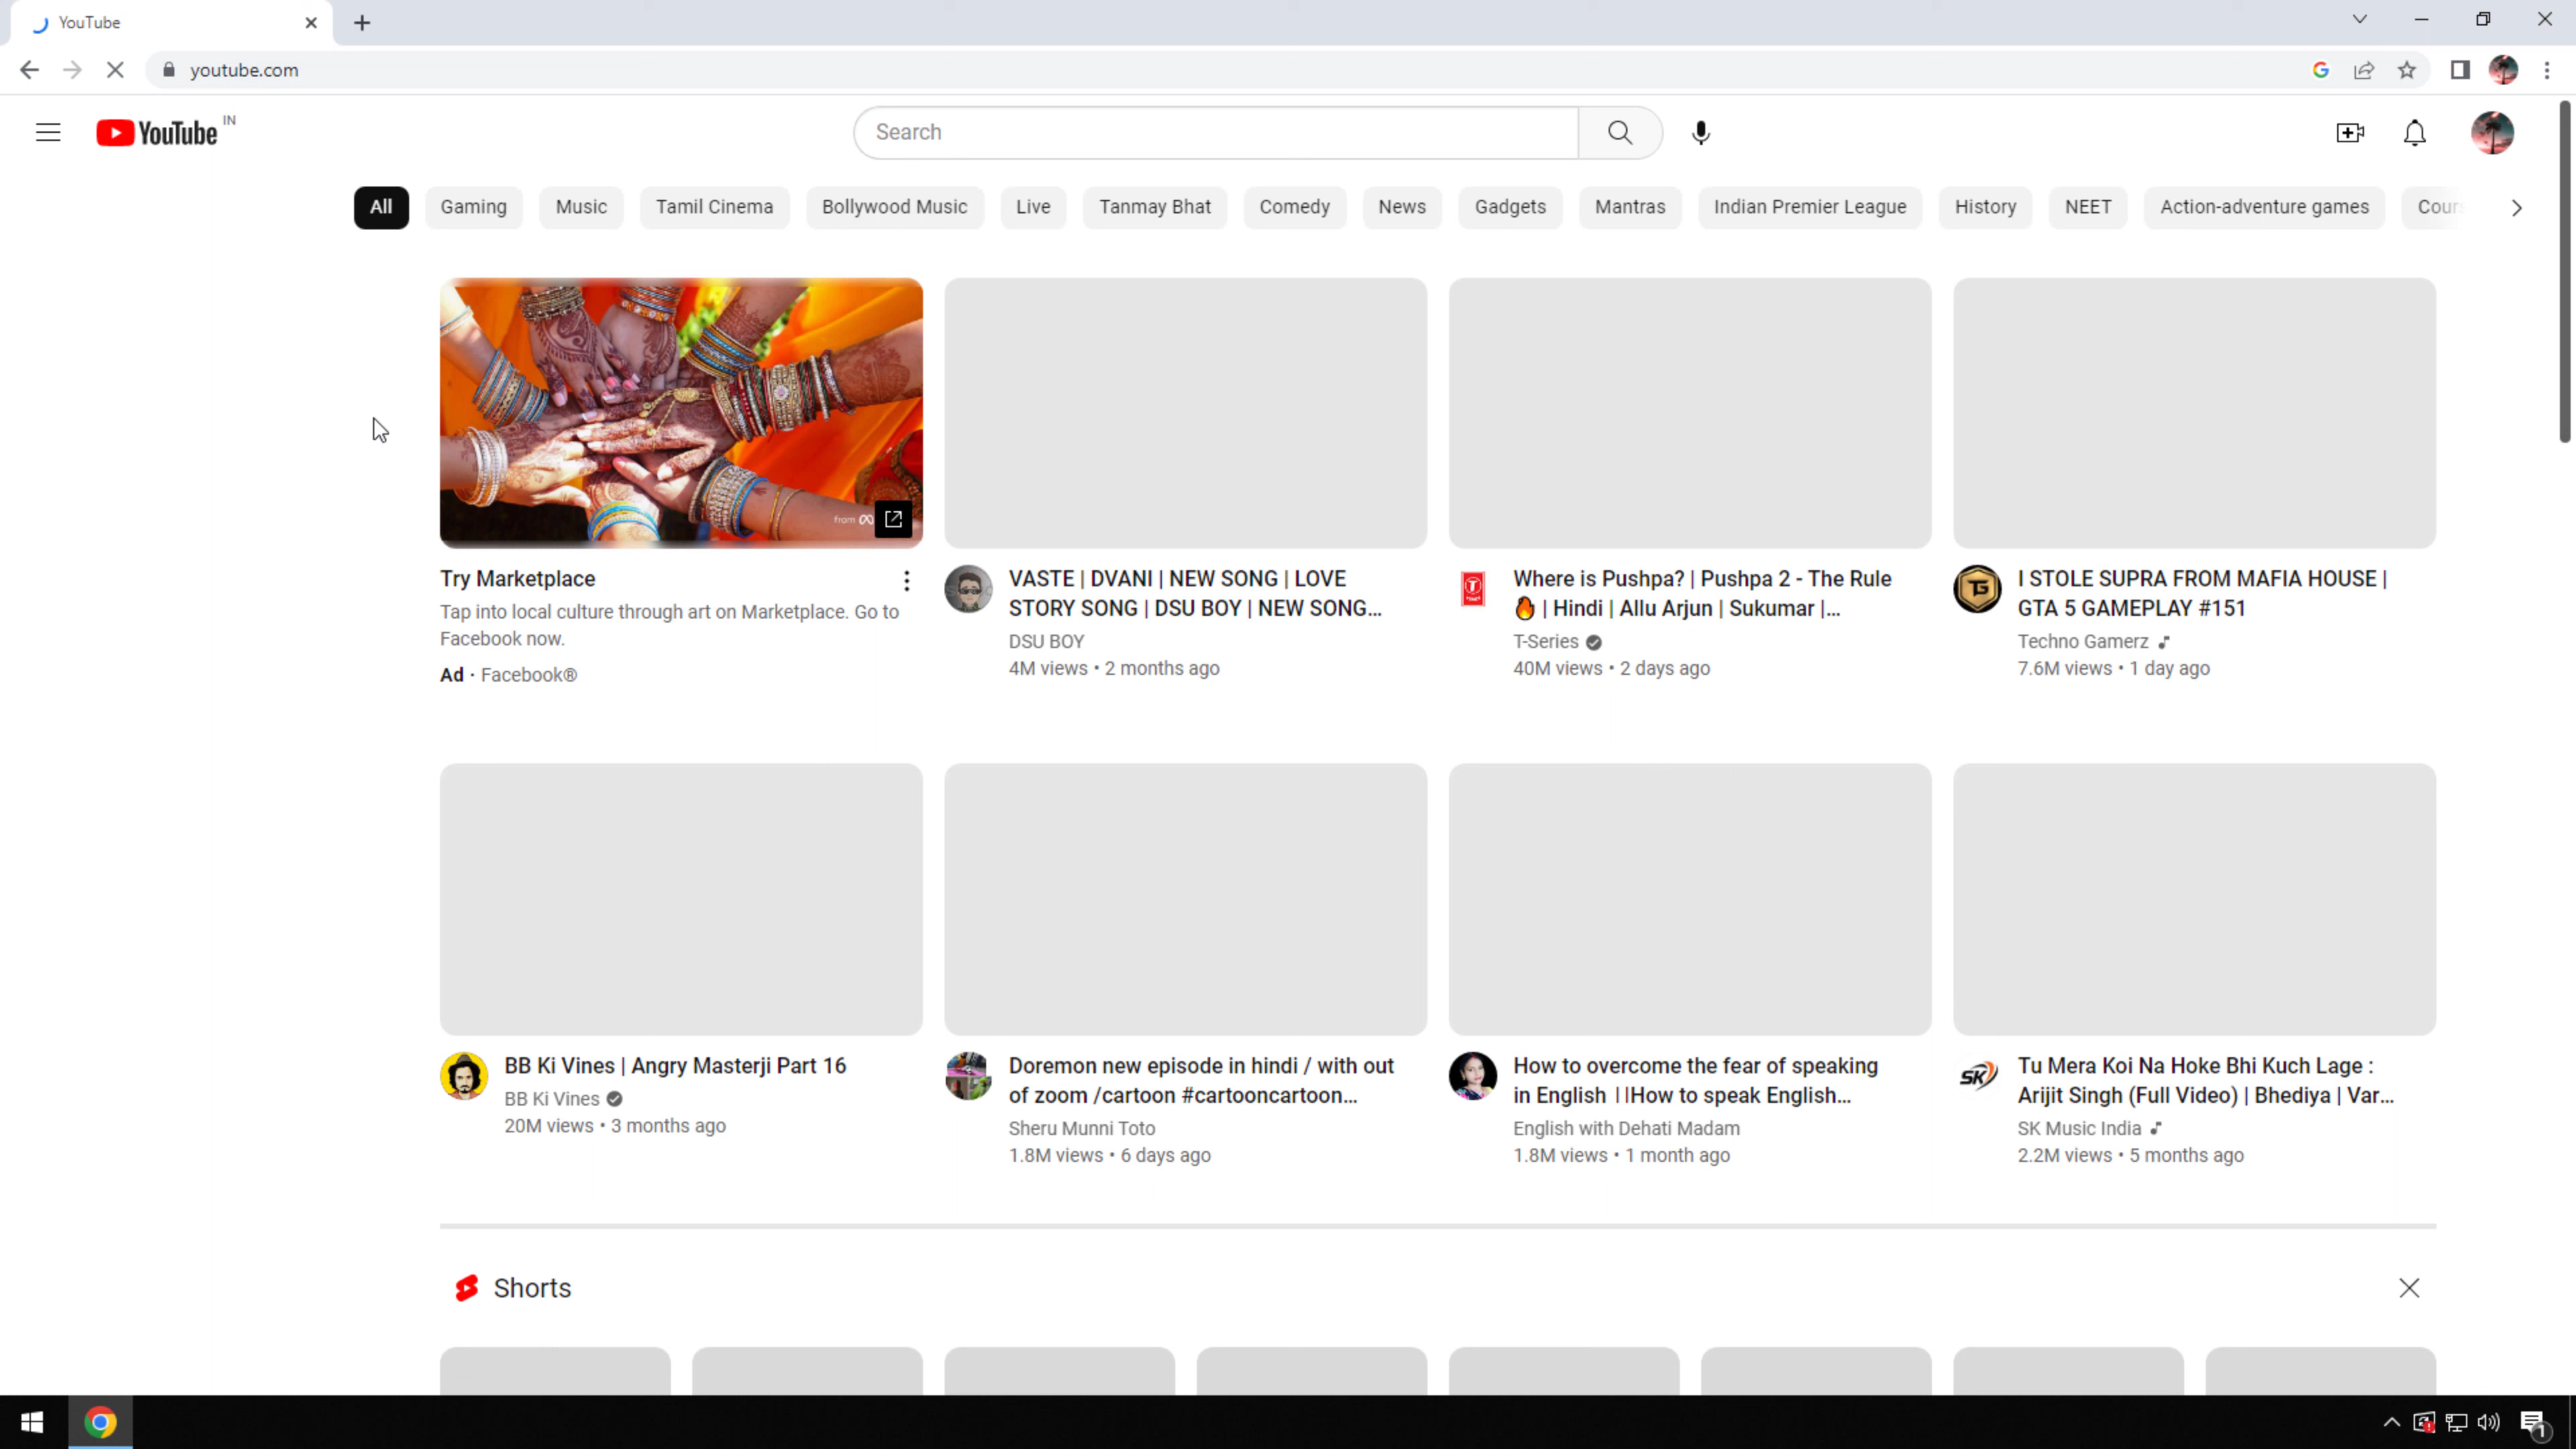 YouTube
youtube.com
YouTube IN
Search
All Gaming Music Tamil Cinema Bollywood Music Live Tanmay Bhat Comedy News Gadgets Mantras Indian Premier League History NEET Action-adventure games
from
Try Marketplace
Tap into local culture through art on Marketplace. Go to
Facebook now.
Ad · Facebook®
VASTE | DVANI | NEW SONG | LOVE
STORY SONG | DSU BOY | NEW SONG...
DSU BOY
4M views • 2 months ago
Where is Pushpa? | Pushpa 2 - The Rule
🔥 | Hindi | Allu Arjun | Sukumar |...
T-Series
40M views • 2 days ago
I STOLE SUPRA FROM MAFIA HOUSE |
GTA 5 GAMEPLAY #151
Techno Gamerz
7.6M views • 1 day ago
BB Ki Vines | Angry Masterji Part 16
BB Ki Vines
20M views • 3 months ago
Doremon new episode in hindi / with out
of zoom /cartoon #cartooncartoon...
Sheru Munni Toto
1.8M views • 6 days ago
How to overcome the fear of speaking
in English ||How to speak English...
English with Dehati Madam
1.8M views • 1 month ago
SK
Tu Mera Koi Na Hoke Bhi Kuch Lage :
Arijit Singh (Full Video) | Bhediya | Var...
SK Music India
2.2M views • 5 months ago
Shorts
1